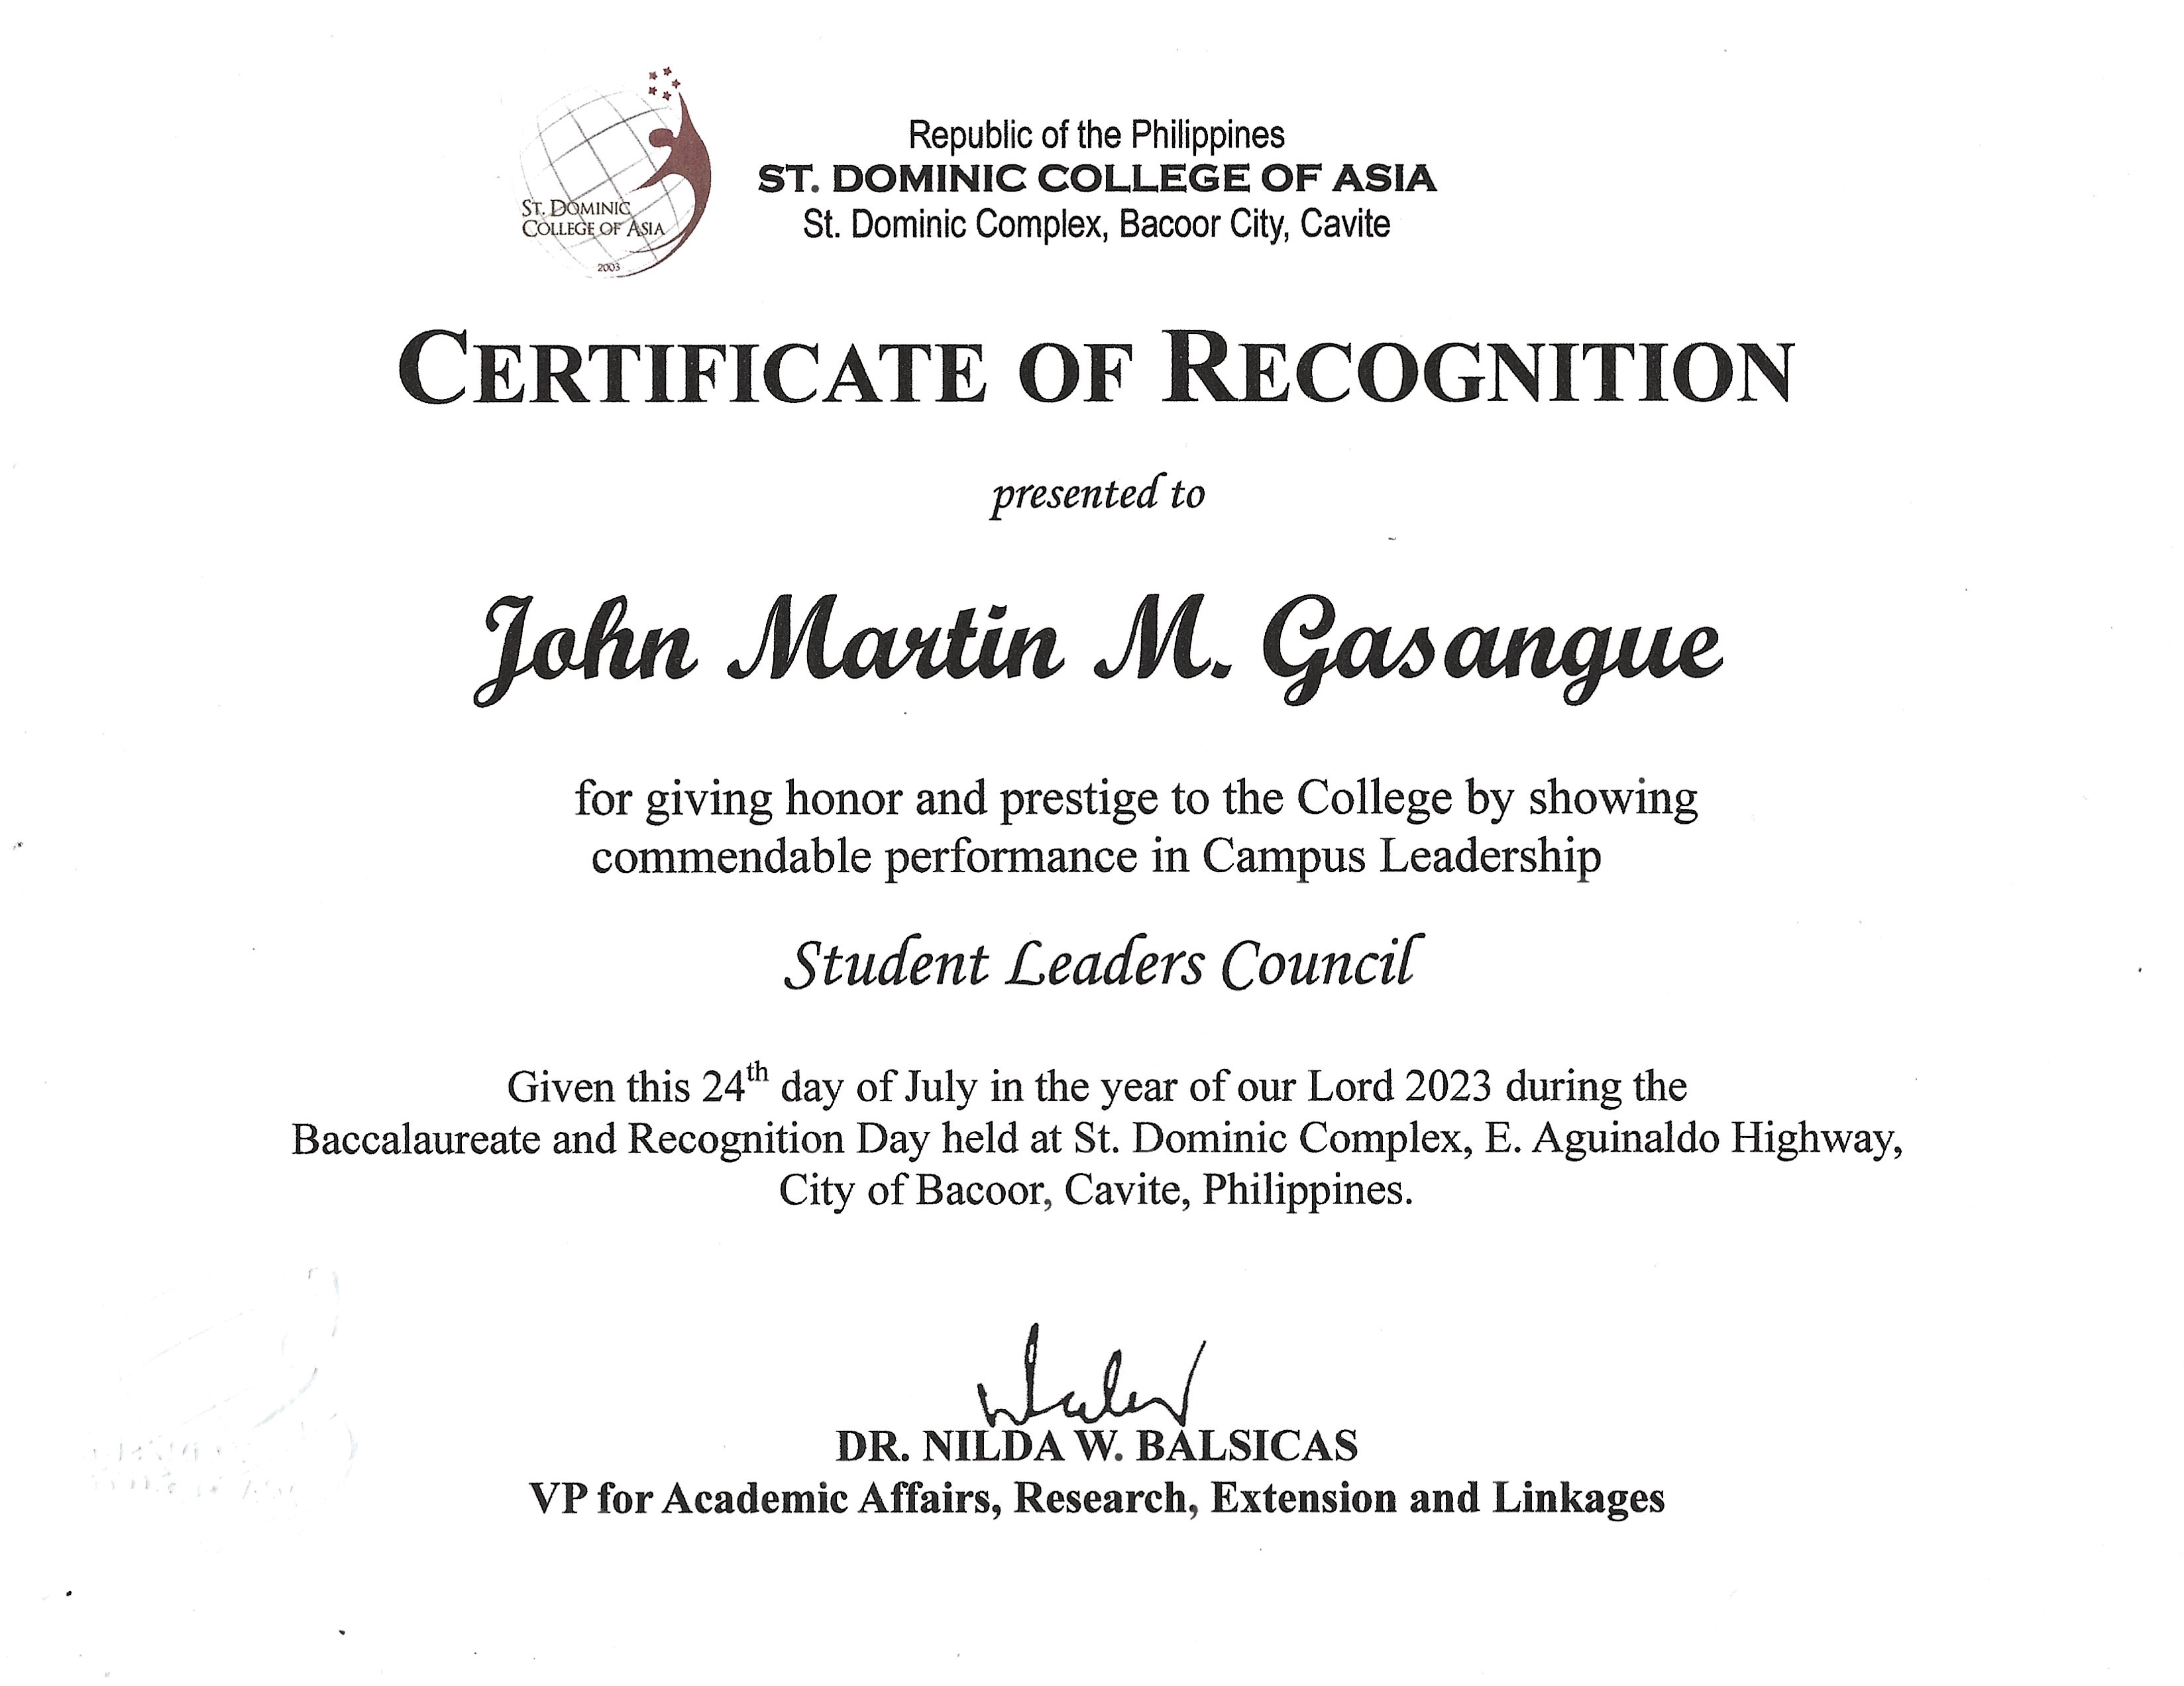 ST. DOMINIC
COLLEGE OF ASIA
2003
Republic of the Philippines
ST. DOMINIC COLLEGE OF ASIA
St. Dominic Complex, Bacoor City, Cavite
CERTIFICATE OF RECOGNITION
presented to
John Martin M. Gasangue
for giving honor and prestige to the College by showing
commendable performance in Campus Leadership
Student Leaders Council
Given this 24th day of July in the year of our Lord 2023 during the
Baccalaureate and Recognition Day held at St. Dominic Complex, E. Aguinaldo Highway,
City of Bacoor, Cavite, Philippines.
DR. NILDA W. BALSICAS
VP for Academic Affairs, Research, Extension and Linkages